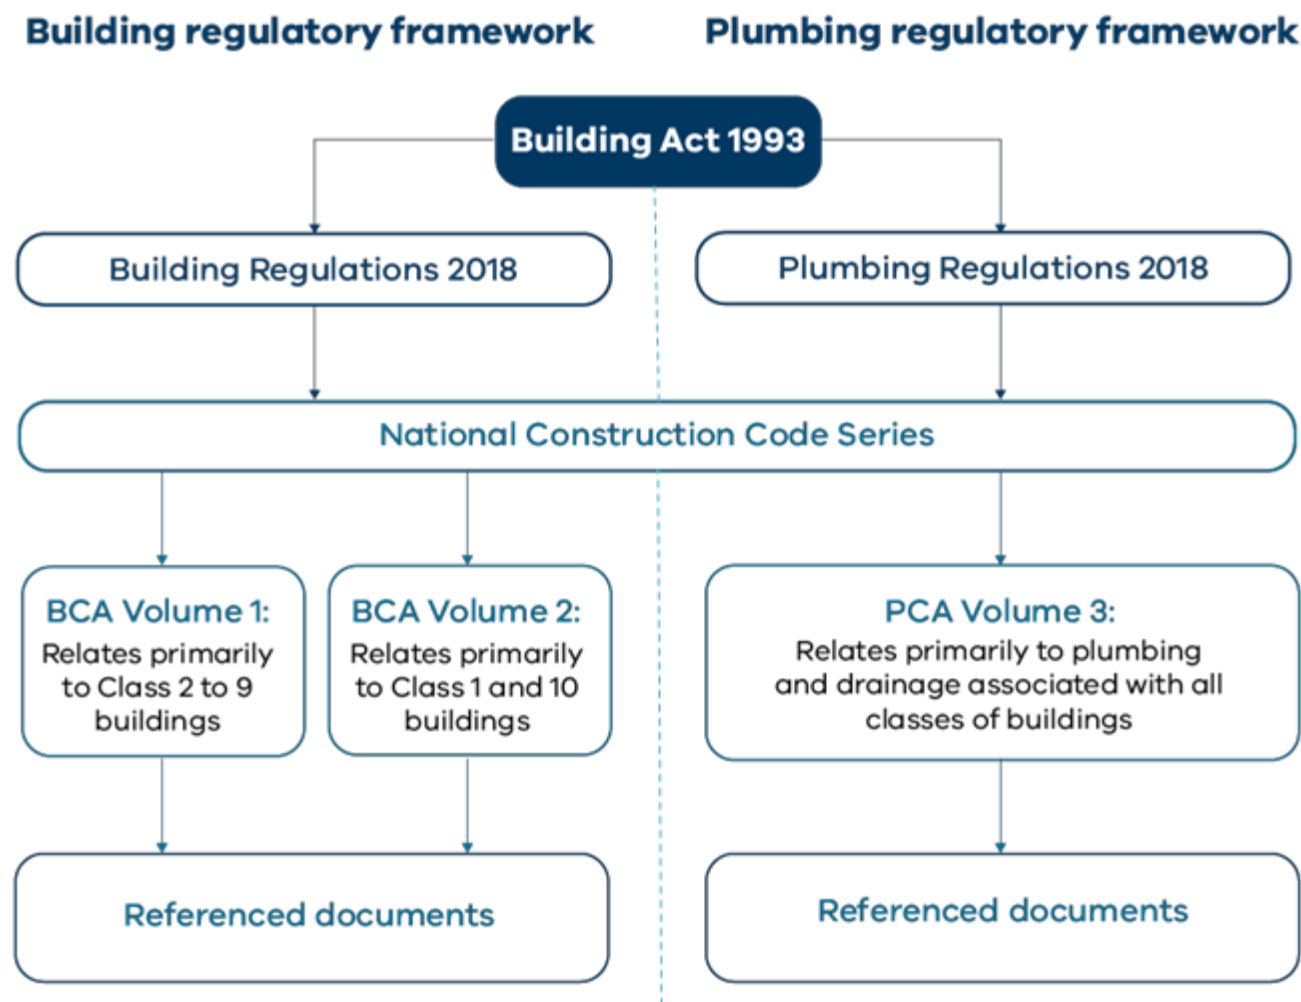 Building regulatory framework
Plumbing regulatory framework
Building Act 1993
Building Regulations 2018
Plumbing Regulations 2018
National Construction Code Series
BCA Volume 1:
Relates primarily
to Class 2 to 9
buildings
BCA Volume 2:
Relates primarily
to Class 1 and 10
buildings
PCA Volume 3:
Relates primarily to plumbing
and drainage associated with all
classes of buildings
Referenced documents
Referenced documents